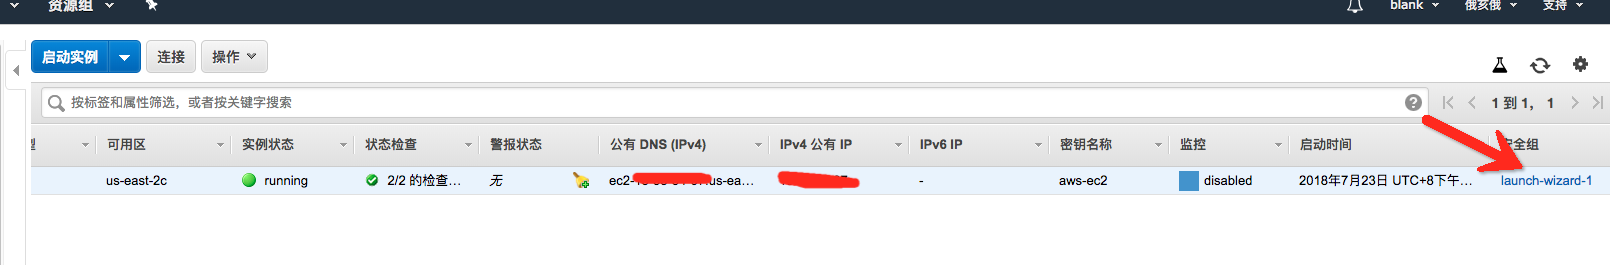 资源组 blank 俄亥俄 支持
启动实例 连接 操作
按标签和属性筛选，或者按关键字搜索 ? 1 到 1， 1
型 可用区 实例状态 状态检查 警报状态 公有 DNS (IPv4) IPv4 公有 IP IPv6 IP 密钥名称 监控 启动时间 安全组
us-east-2c running 2/2 的检查… 无 ec2- us-ea… - aws-ec2 disabled 2018年7月23日 UTC+8下午… launch-wizard-1